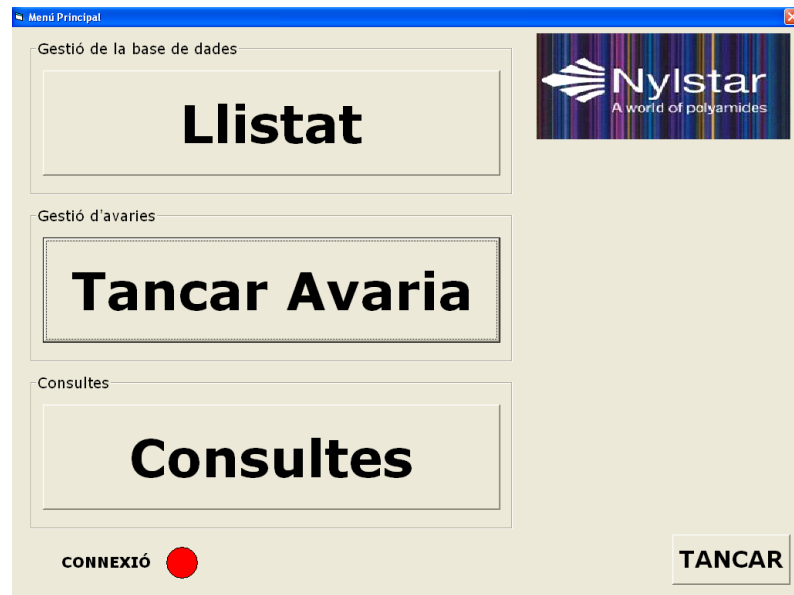 Menú Principal
Gestió de la base de dades
Llistat
Nylstar
A world of polyamides
Gestió d'avaries
Tancar Avaria
Consultes
Consultes
CONNEXIÓ
TANCAR